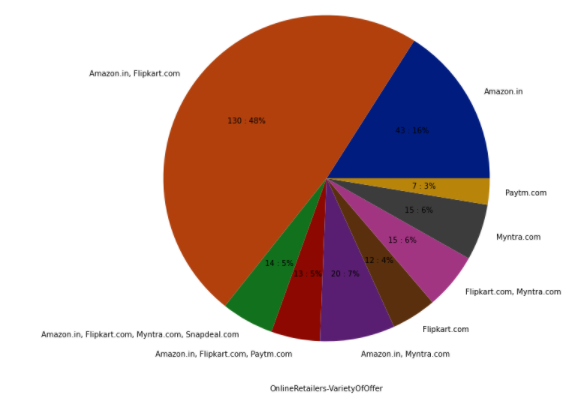 Amazon.in, Flipkart.com
Amazon.in
130 : 48%
43 : 16%
7 : 3%
Paytm.com
15 : 6%
Myntra.com
15 : 6%
12 : 4%
14 : 5%
13 : 5%
20 : 7%
Flipkart.com, Myntra.com
Flipkart.com
Amazon.in, Flipkart.com, Myntra.com, Snapdeal.com
Amazon.in, Flipkart.com, Paytm.com
Amazon.in, Myntra.com
OnlineRetailers-VarietyOfOffer